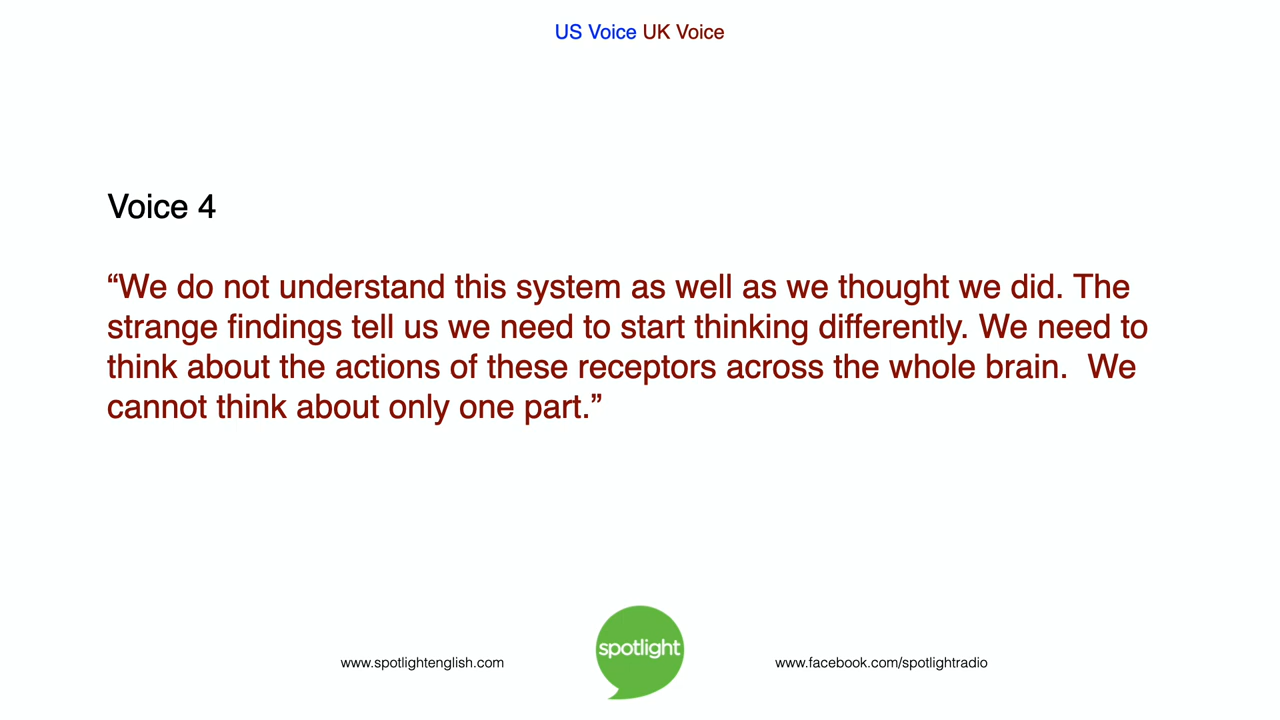 US Voice UK Voice
Voice 4
“We do not understand this system as well as we thought we did. The
strange findings tell us we need to start thinking differently. We need to
think about the actions of these receptors across the whole brain.  We
cannot think about only one part.”
spotlight
www.spotlightenglish.com
www.facebook.com/spotlightradio